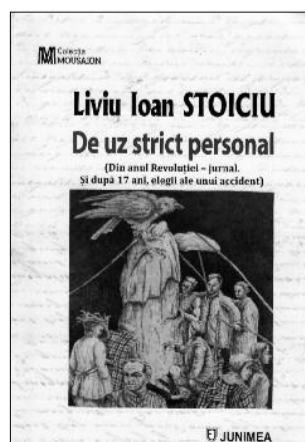 Colecția
MOUSAION
Liviu Ioan STOICIU
De uz strict personal
(Din anul Revoluției – jurnal.
Și după 17 ani, elegii ale unui accident)
JUNIMEA